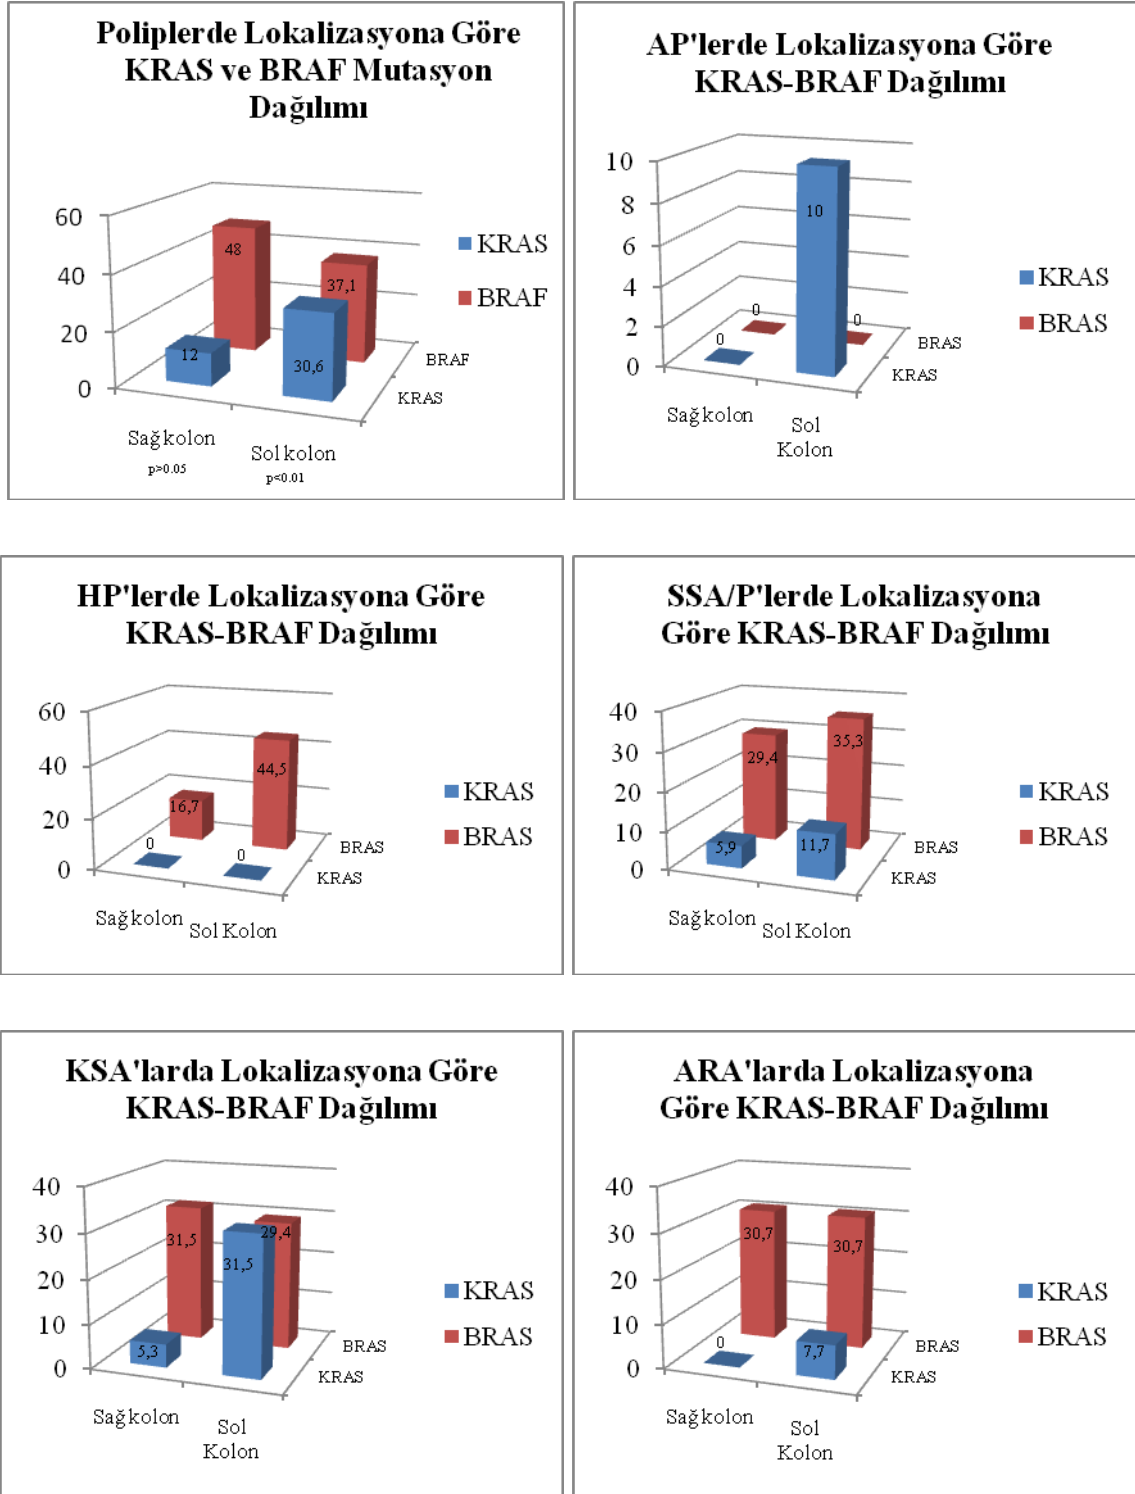 Poliplerde Lokalizasyona Göre
KRAS ve BRAF Mutasyon
Dağılımı
60
40
20
0
48
37,1
12
30,6
KRAS
BRAF
BRAF
KRAS
Sağ kolon
Sol kolon
p>0.05
p<0.01
AP'lerde Lokalizasyona Göre
KRAS-BRAF Dağılımı
10
8
6
4
2
0
10
0
0
0
KRAS
BRAS
BRAS
KRAS
Sağ kolon
Sol
Kolon
HP'lerde Lokalizasyona Göre
KRAS-BRAF Dağılımı
60
40
20
0
44,5
16,7
0
0
KRAS
BRAS
BRAS
KRAS
Sağ kolon
Sol Kolon
SSA/P'lerde Lokalizasyona
Göre KRAS-BRAF Dağılımı
40
30
20
10
0
29,4
35,3
5,9
11,7
KRAS
BRAS
BRAS
KRAS
Sağ kolon
Sol Kolon
KSA'larda Lokalizasyona Göre
KRAS-BRAF Dağılımı
40
30
20
10
0
31,5
29,4
5,3
31,5
KRAS
BRAS
BRAS
KRAS
Sağ kolon
Sol
Kolon
ARA'larda Lokalizasyona
Göre KRAS-BRAF Dağılımı
40
30
20
10
0
30,7
30,7
0
7,7
KRAS
BRAS
BRAS
KRAS
Sağ kolon
Sol
Kolon